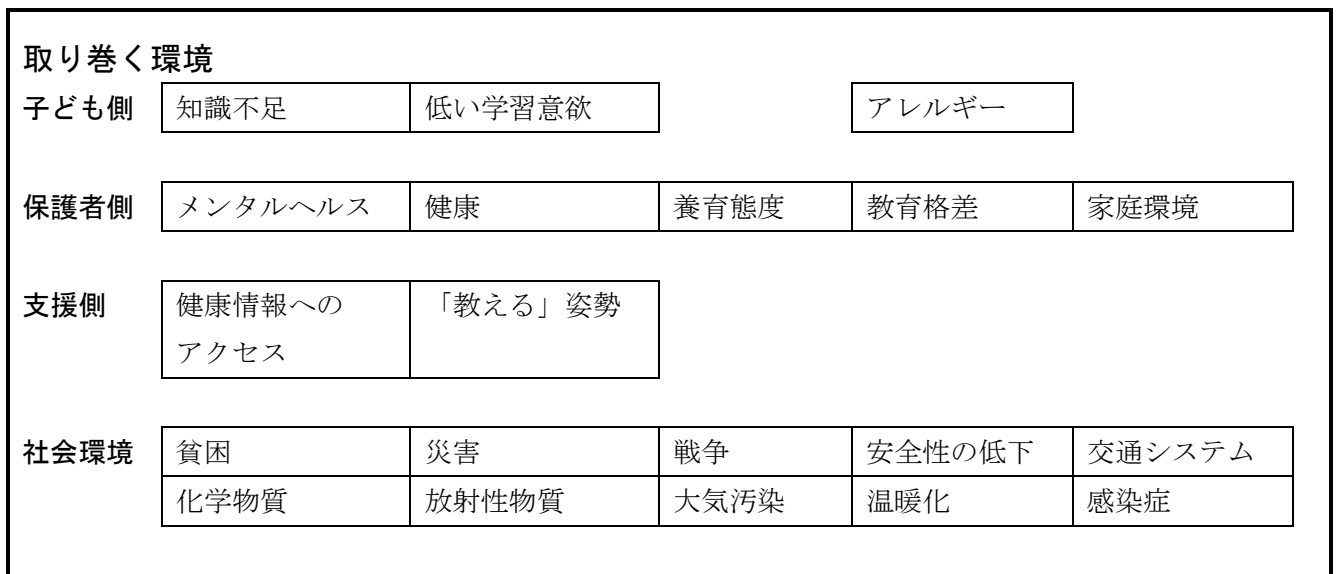 取り巻く環境
子ども側 知識不足 低い学習意欲 アレルギー
保護者側 メンタルヘルス 健康 養育態度 教育格差 家庭環境
支援側 健康情報への 「教える」姿勢
アクセス
社会環境 貧困 災害 戦争 安全性の低下 交通システム
化学物質 放射性物質 大気汚染 温暖化 感染症